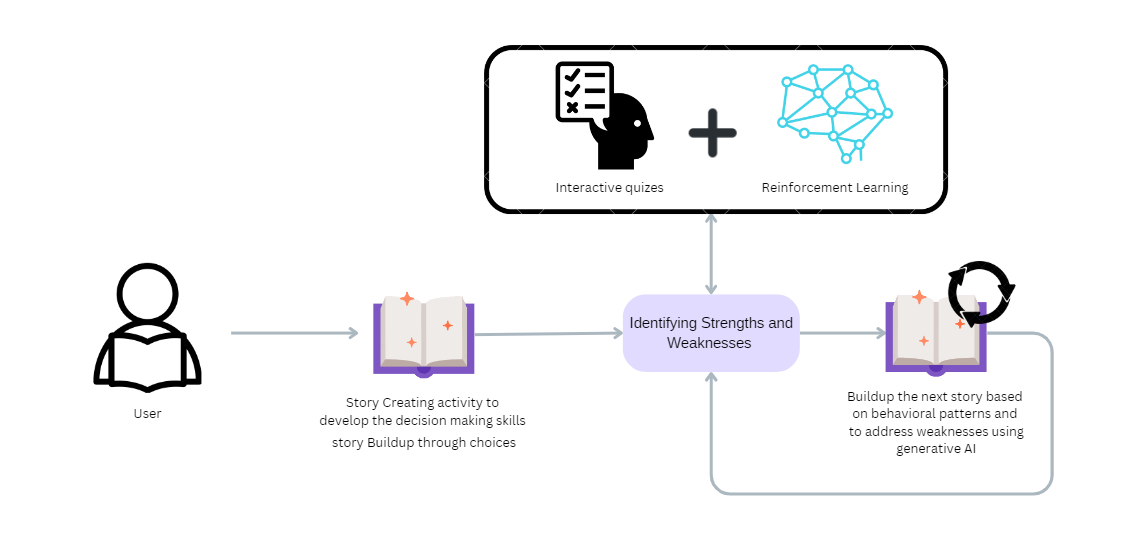 Interactive quizes
Reinforcement Learning
Identifying Strengths and
Weaknesses
User
Story Creating activity to
develop the decision making skills
story Buildup through choices
Buildup the next story based
on behavioral patterns and
to address weaknesses using
generative AI